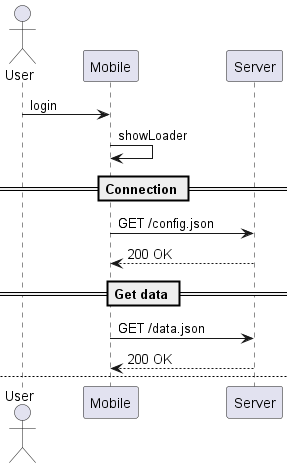 User
Mobile
Server
login
showLoader
Connection
GET /config.json
200 OK
Get data
GET /data.json
200 OK
User
Mobile
Server